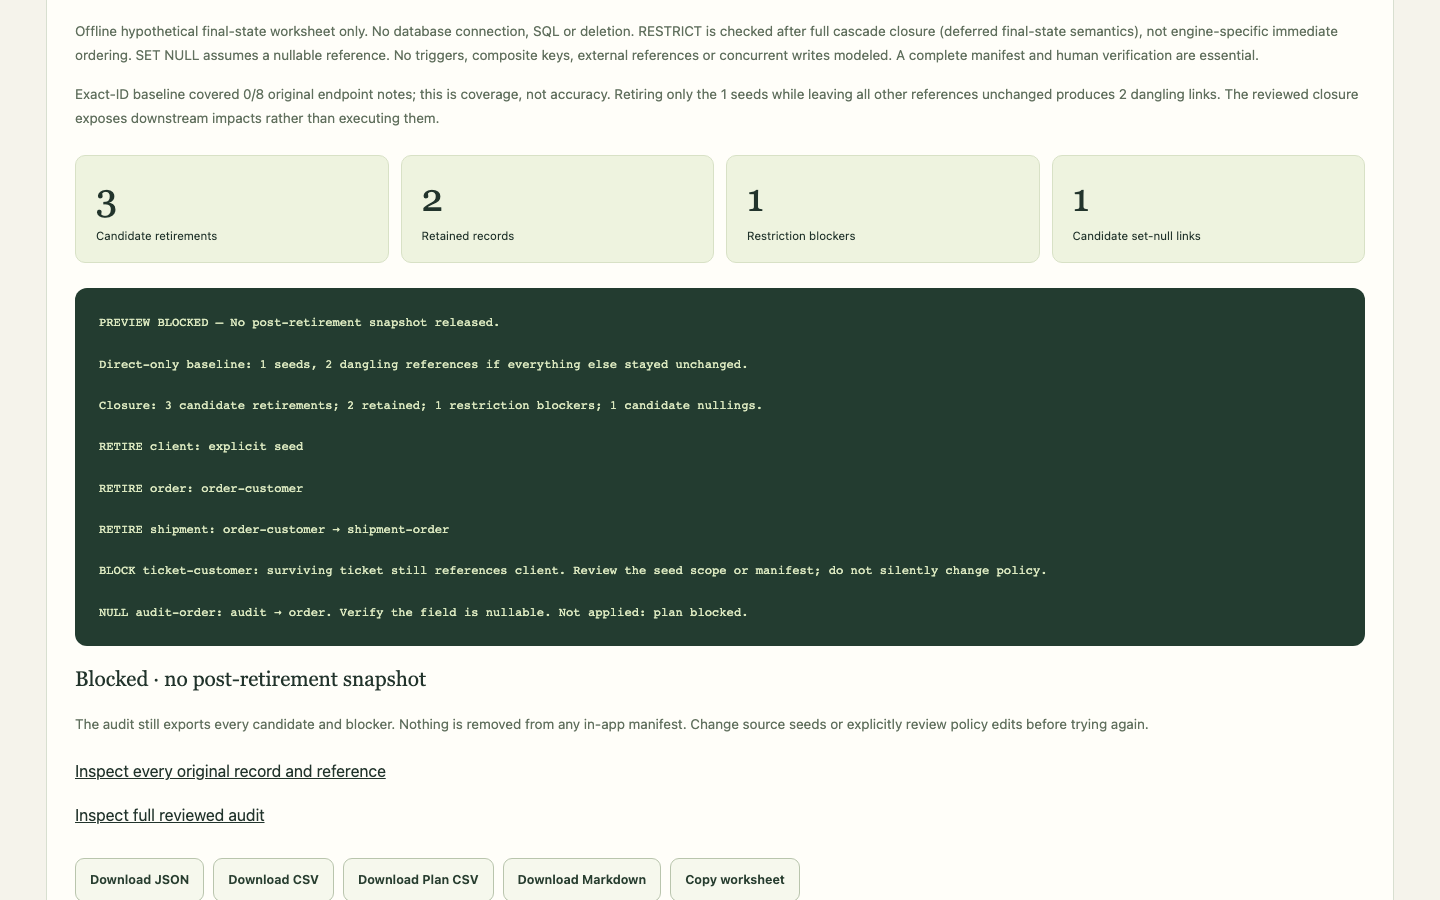 Offline hypothetical final-state worksheet only. No database connection, SQL or deletion. RESTRICT is checked after full cascade closure (deferred final-state semantics), not engine-specific immediate
ordering. SET NULL assumes a nullable reference. No triggers, composite keys, external references or concurrent writes modeled. A complete manifest and human verification are essential.
Exact-ID baseline covered 0/8 original endpoint notes; this is coverage, not accuracy. Retiring only the 1 seeds while leaving all other references unchanged produces 2 dangling links. The reviewed closure
exposes downstream impacts rather than executing them.
3
Candidate retirements
2
Retained records
1
Restriction blockers
1
Candidate set-null links
PREVIEW BLOCKED — No post-retirement snapshot released.
Direct-only baseline: 1 seeds, 2 dangling references if everything else stayed unchanged.
Closure: 3 candidate retirements; 2 retained; 1 restriction blockers; 1 candidate nullings.
RETIRE client: explicit seed
RETIRE order: order-customer
RETIRE shipment: order-customer → shipment-order
BLOCK ticket-customer: surviving ticket still references client. Review the seed scope or manifest; do not silently change policy.
NULL audit-order: audit → order. Verify the field is nullable. Not applied: plan blocked.
Blocked · no post-retirement snapshot
The audit still exports every candidate and blocker. Nothing is removed from any in-app manifest. Change source seeds or explicitly review policy edits before trying again.
Inspect every original record and reference
Inspect full reviewed audit
Download JSON
Download CSV
Download Plan CSV
Download Markdown
Copy worksheet